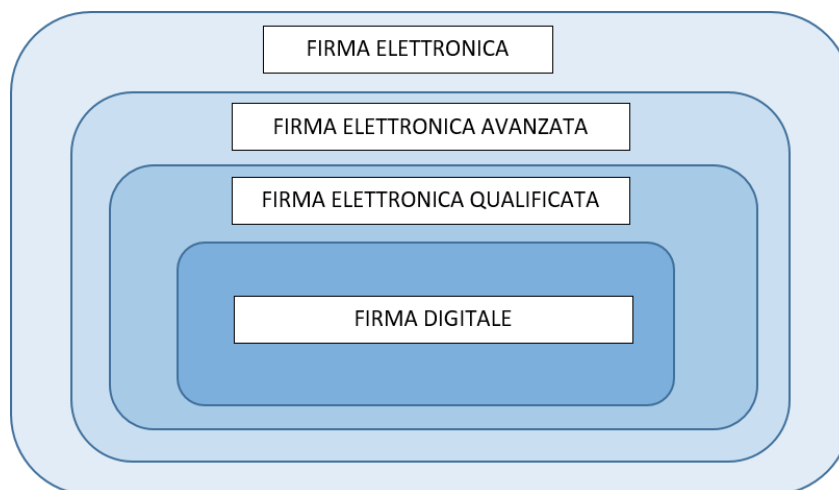 FIRMA ELETTRONICA
FIRMA ELETTRONICA AVANZATA
FIRMA ELETTRONICA QUALIFICATA
FIRMA DIGITALE